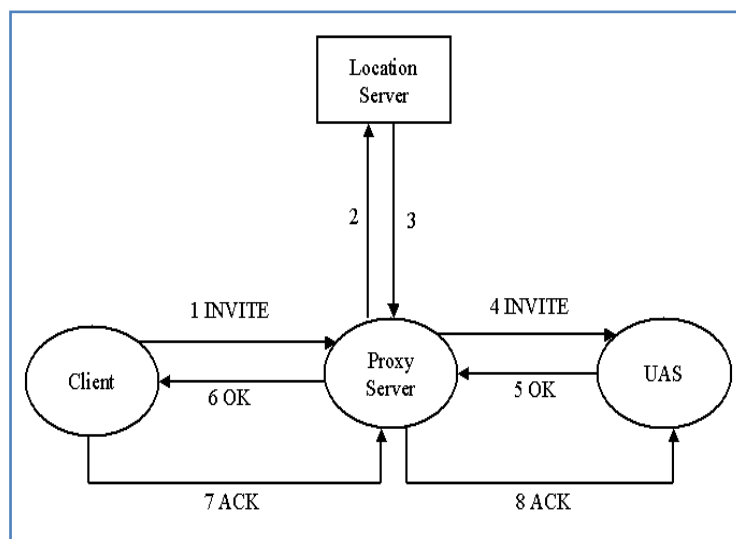 Location
Server
2
3
1 INVITE
4 INVITE
Client
Proxy
Server
UAS
6 OK
5 OK
7 ACK
8 ACK